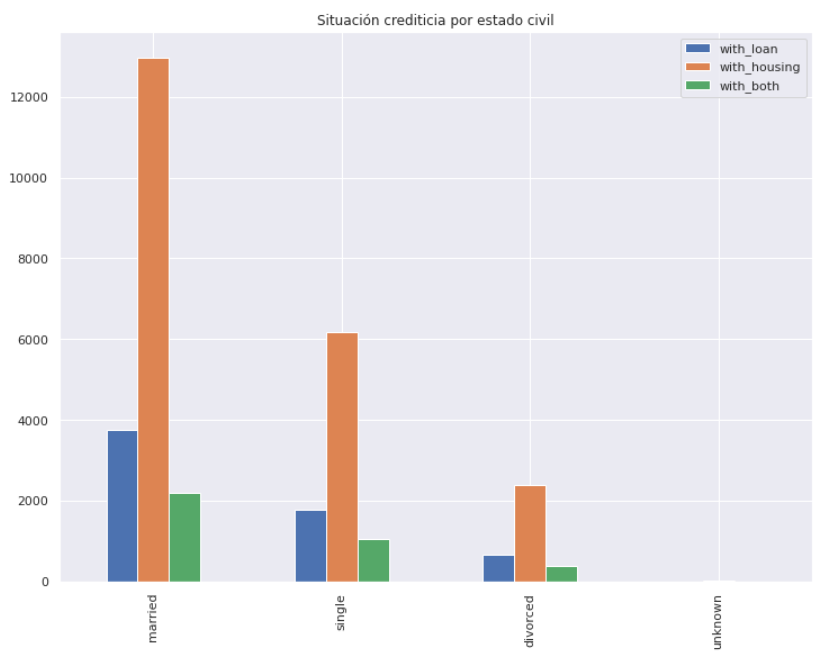 Situación crediticia por estado civil
with_loan
with_housing
with_both
12000
10000
8000
6000
4000
2000
0
married
single
divorced
unknown